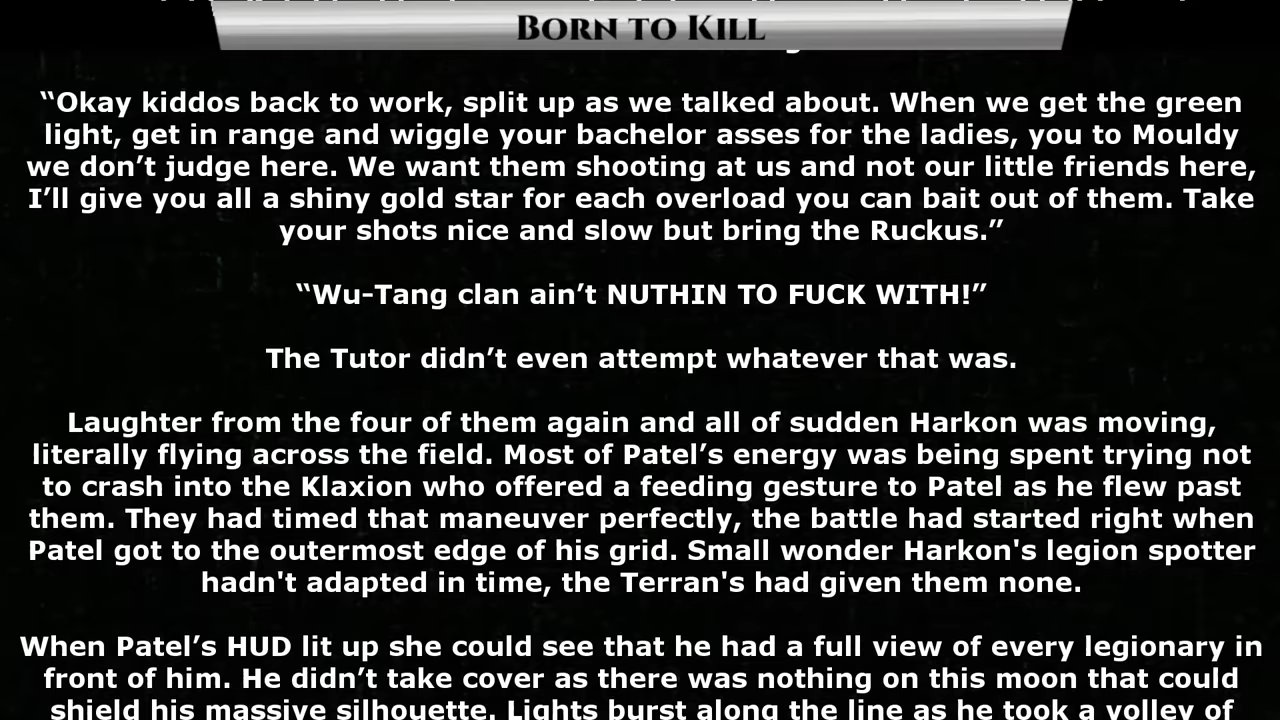 Born to Kill
“Okay kiddos back to work, split up as we talked about. When we get the green
light, get in range and wiggle your bachelor asses for the ladies, you to Mouldy
we don’t judge here. We want them shooting at us and not our little friends here,
I’ll give you all a shiny gold star for each overload you can bait out of them. Take
your shots nice and slow but bring the Ruckus.”
“Wu-Tang clan ain’t NUTHIN TO FUCK WITH!”
The Tutor didn’t even attempt whatever that was.
Laughter from the four of them again and all of sudden Harkon was moving,
literally flying across the field. Most of Patel’s energy was being spent trying not
to crash into the Klaxion who offered a feeding gesture to Patel as he flew past
them. They had timed that maneuver perfectly, the battle had started right when
Patel got to the outermost edge of his grid. Small wonder Harkon's legion spotter
hadn't adapted in time, the Terran's had given them none.
When Patel’s HUD lit up she could see that he had a full view of every legionary in
front of him. He didn’t take cover as there was nothing on this moon that could
shield his massive silhouette. Lights burst along the line as he took a volley of